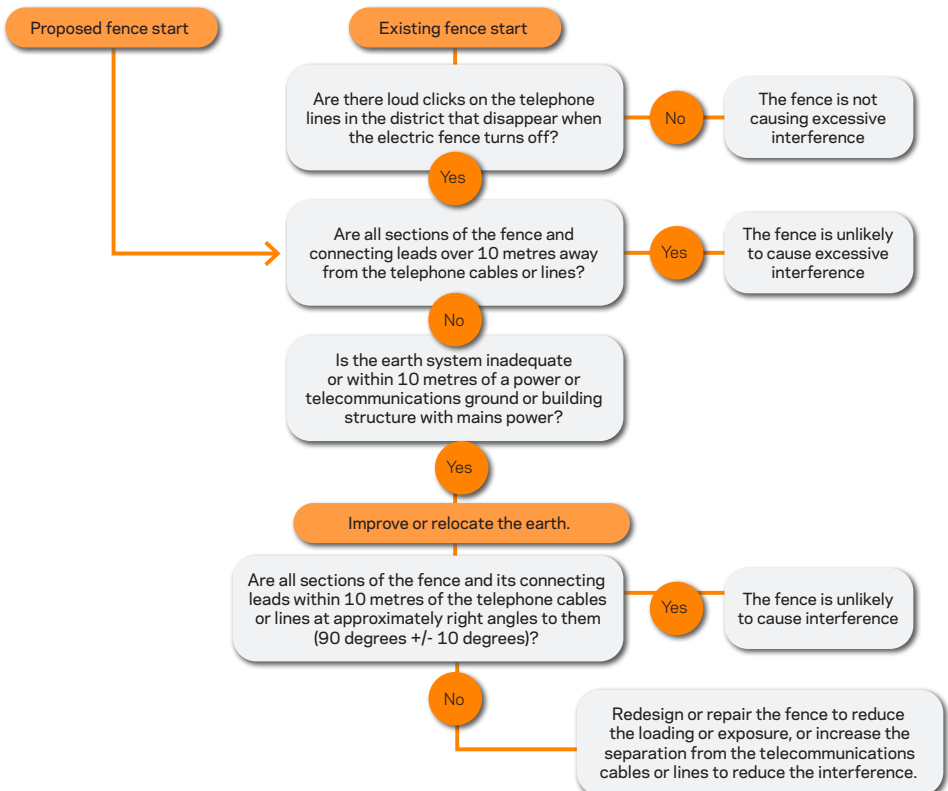 Proposed fence start
Existing fence start
Are there loud clicks on the telephone
lines in the district that disappear when
the electric fence turns off?
No
The fence is not
causing excessive
interference
Yes
Are all sections of the fence and
connecting leads over 10 metres away
from the telephone cables or lines?
Yes
The fence is unlikely
to cause excessive
interference
No
Is the earth system inadequate
or within 10 metres of a power or
telecommunications ground or building
structure with mains power?
Yes
Improve or relocate the earth.
Are all sections of the fence and its connecting
leads within 10 metres of the telephone cables
or lines at approximately right angles to them
(90 degrees +/- 10 degrees)?
Yes
The fence is unlikely
to cause interference
No
Redesign or repair the fence to reduce
the loading or exposure, or increase the
separation from the telecommunications
cables or lines to reduce the interference.